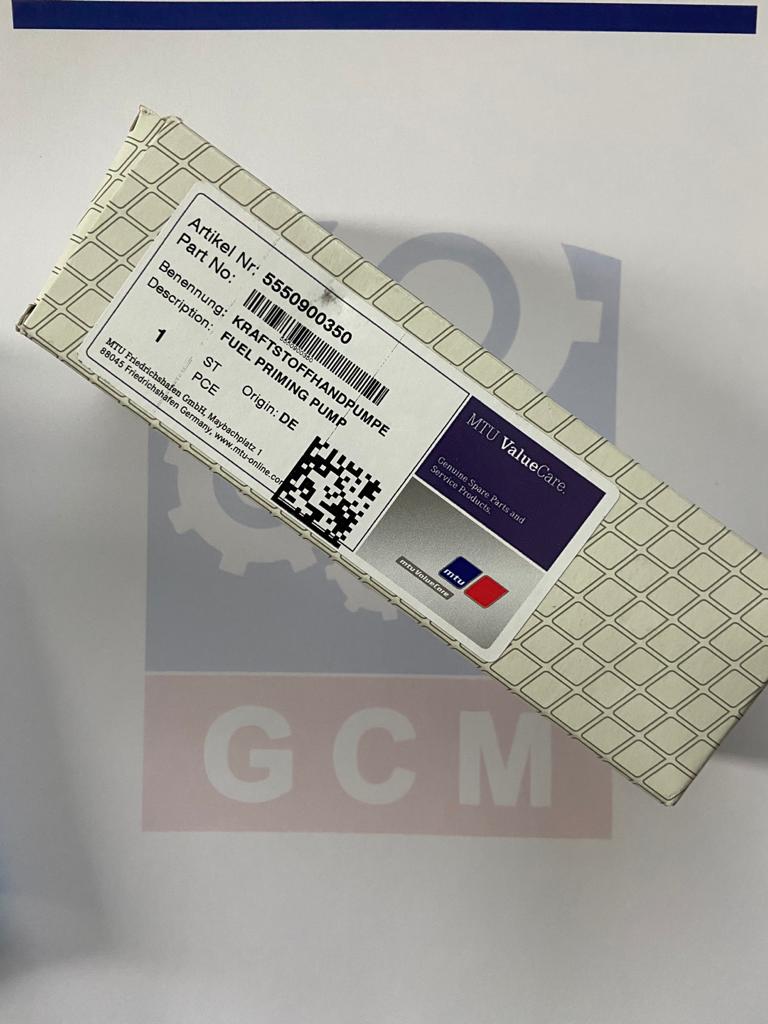 Artikel Nr:
Part No:
5550900350
5550900350
Benennung: KRAFTSTOFFHANDPUMPE
Description: FUEL PRIMING PUMP
1
ST
PCE
Origin: DE
MTU Friedrichshafen GmbH, Maybachplatz 1
88045 Friedrichshafen Germany, www.mtu-online.com
MTU ValueCare.
Genuine Spare Parts and
Service Products.
mtu
mtuValueCare
GCM